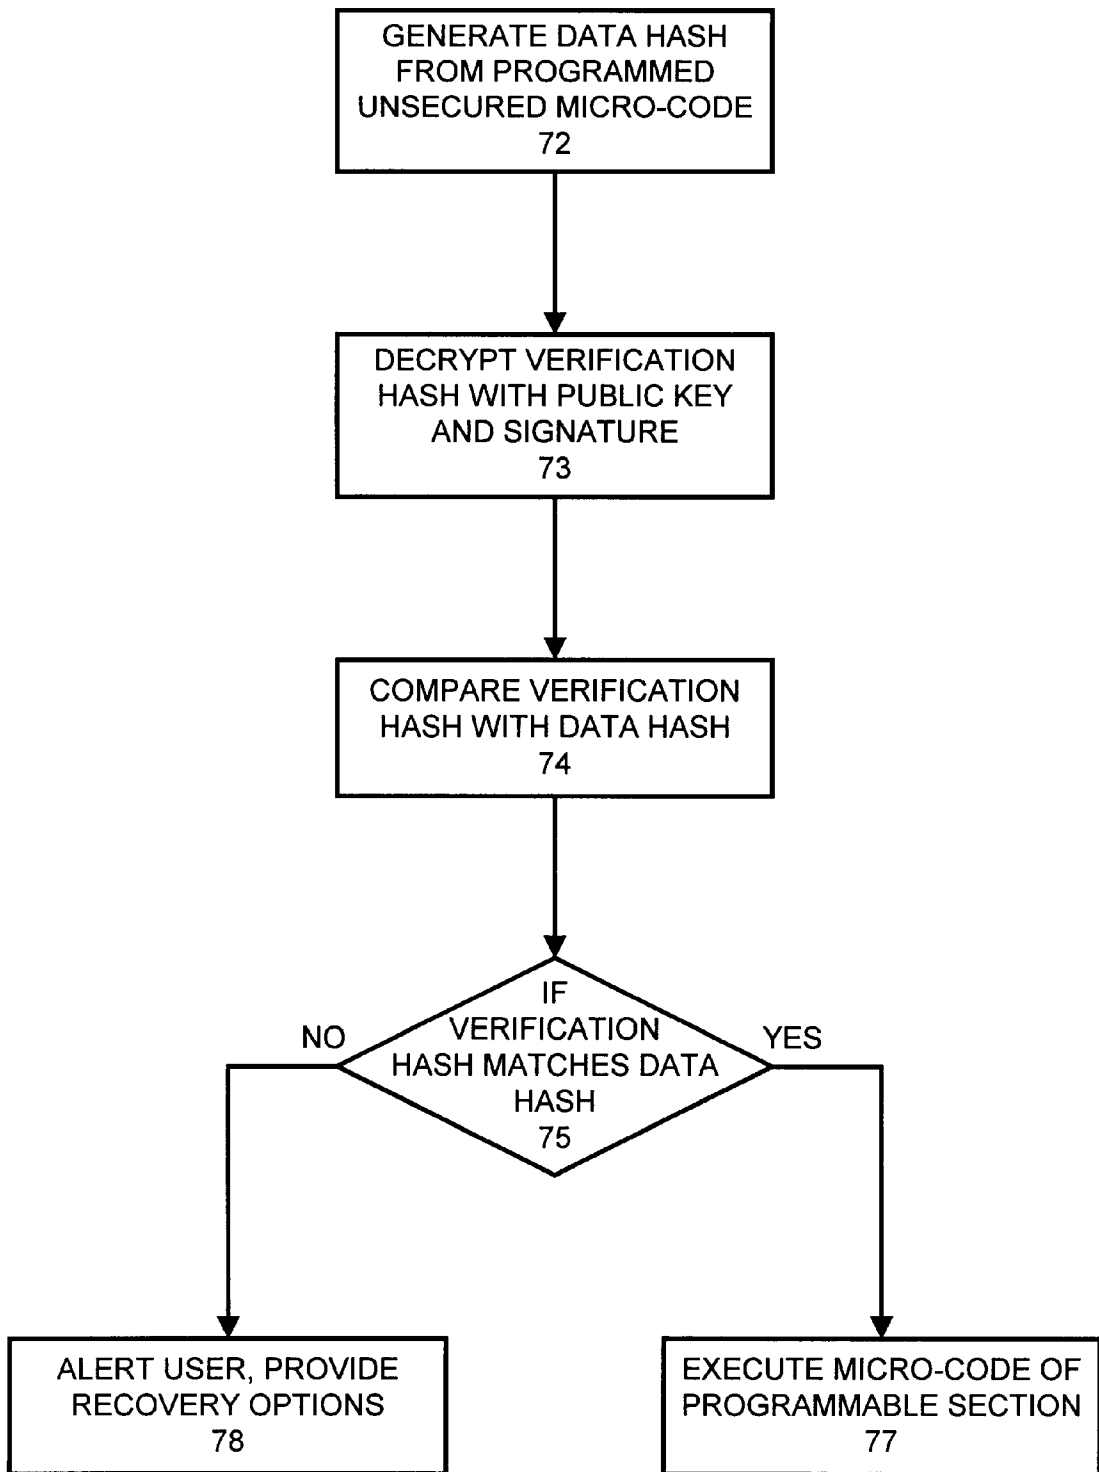 GENERATE DATA HASH
FROM PROGRAMMED
UNSECURED MICRO-CODE
72
DECRYPT VERIFICATION
HASH WITH PUBLIC KEY
AND SIGNATURE
73
COMPARE VERIFICATION
HASH WITH DATA HASH
74
IF
VERIFICATION
HASH MATCHES DATA
HASH
75
NO
YES
ALERT USER, PROVIDE
RECOVERY OPTIONS
78
EXECUTE MICRO-CODE OF
PROGRAMMABLE SECTION
77